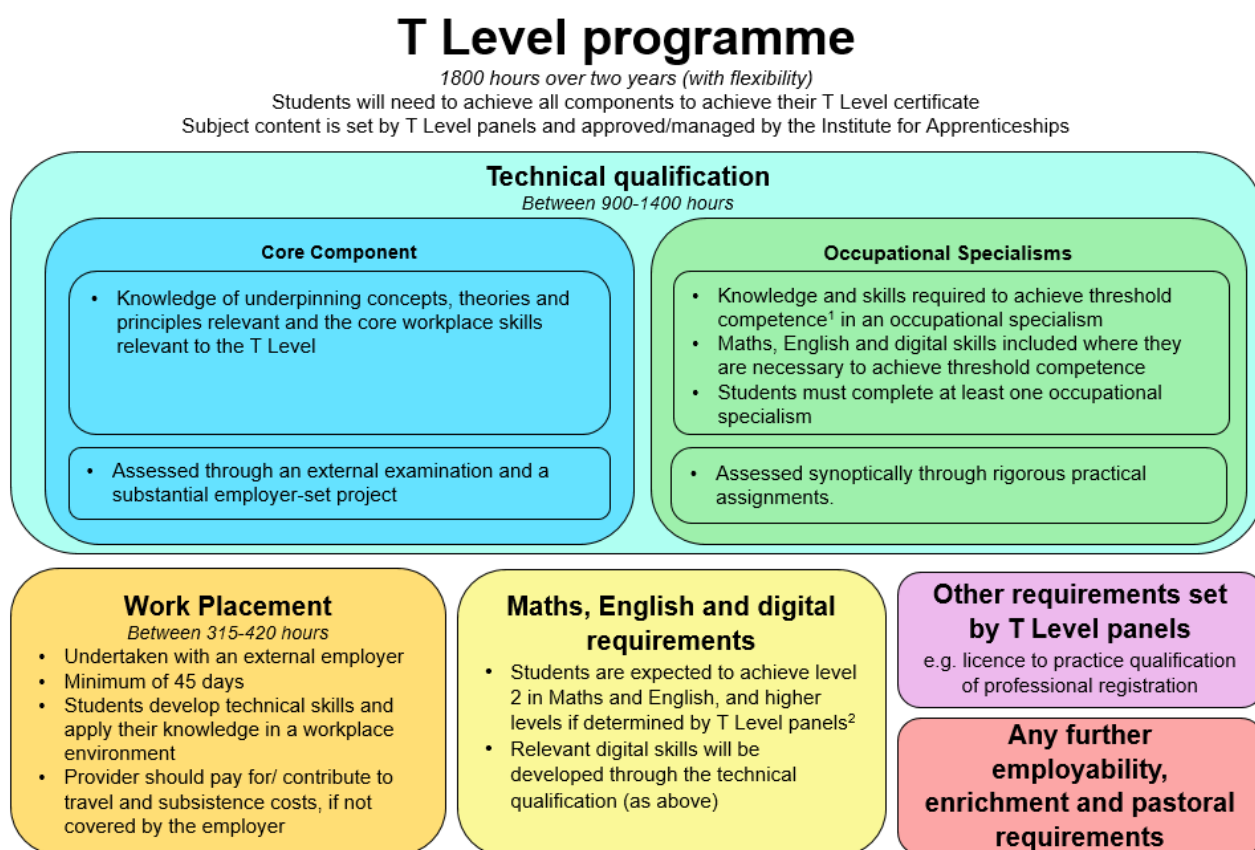 T Level programme
1800 hours over two years (with flexibility)
Students will need to achieve all components to achieve their T Level certificate
Subject content is set by T Level panels and approved/managed by the Institute for Apprenticeships
Technical qualification
Between 900-1400 hours
Core Component
• Knowledge of underpinning concepts, theories and
principles relevant and the core workplace skills
relevant to the T Level
• Assessed through an external examination and a
substantial employer-set project
Occupational Specialisms
• Knowledge and skills required to achieve threshold
competence¹ in an occupational specialism
• Maths, English and digital skills included where they
are necessary to achieve threshold competence
• Students must complete at least one occupational
specialism
• Assessed synoptically through rigorous practical
assignments.
Work Placement
Between 315-420 hours
• Undertaken with an external employer
• Minimum of 45 days
• Students develop technical skills and
apply their knowledge in a workplace
environment
• Provider should pay for/ contribute to
travel and subsistence costs, if not
covered by the employer
Maths, English and digital
requirements
• Students are expected to achieve level
2 in Maths and English, and higher
levels if determined by T Level panels²
• Relevant digital skills will be
developed through the technical
qualification (as above)
Other requirements set
by T Level panels
e.g. licence to practice qualification
of professional registration
Any further
employability,
enrichment and pastoral
requirements